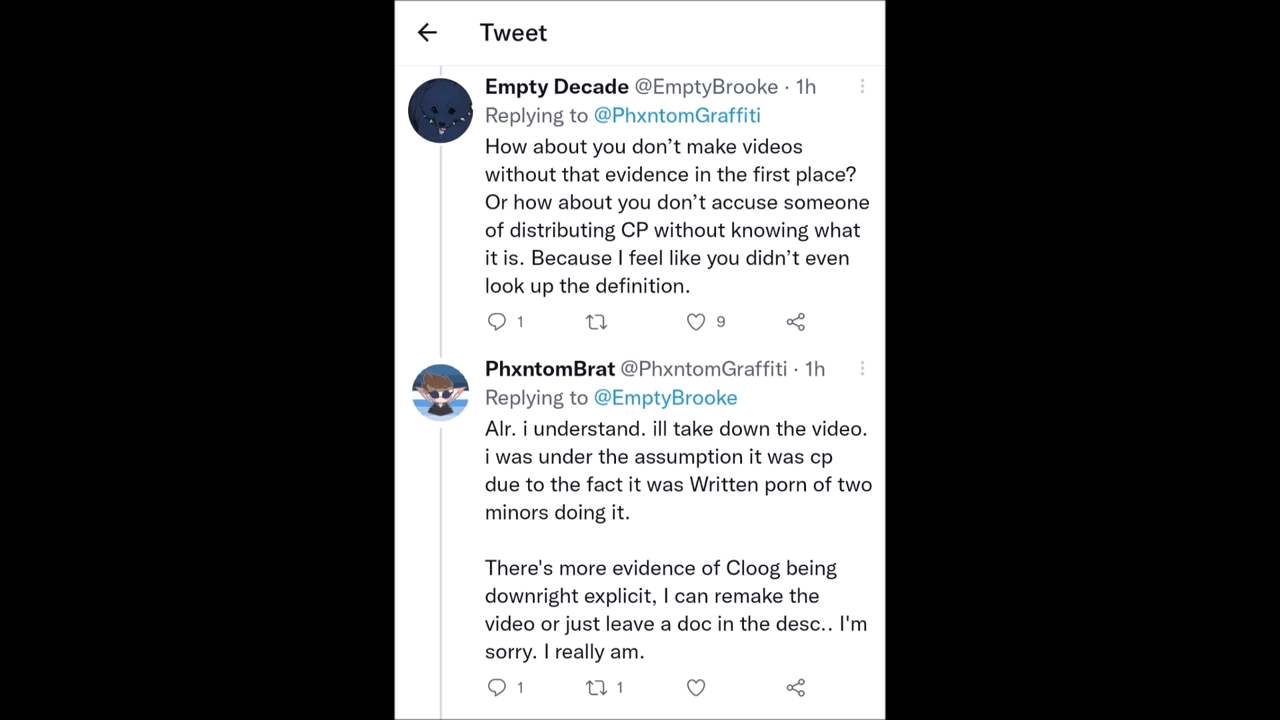 Tweet
Empty Decade @EmptyBrooke · 1h
Replying to @PhxntomGraffiti
How about you don’t make videos
without that evidence in the first place?
Or how about you don’t accuse someone
of distributing CP without knowing what
it is. Because I feel like you didn’t even
look up the definition.
1 9
PhxntomBrat @PhxntomGraffiti · 1h
Replying to @EmptyBrooke
Alr. i understand. ill take down the video.
i was under the assumption it was cp
due to the fact it was Written porn of two
minors doing it.
There's more evidence of Cloog being
downright explicit, I can remake the
video or just leave a doc in the desc.. I'm
sorry. I really am.
1 1